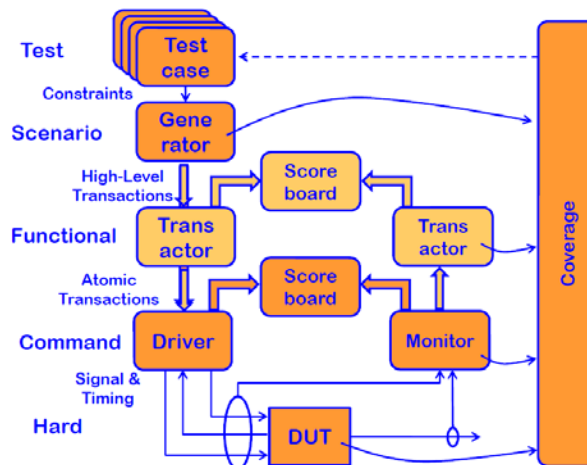 Test
Test
case
Constraints
Scenario
Gene
rator
High-Level
Transactions
Score
board
Functional
Trans
actor
Trans
actor
Atomic
Transactions
Score
board
Command
Driver
Monitor
Signal &
Timing
Hard
DUT
Coverage